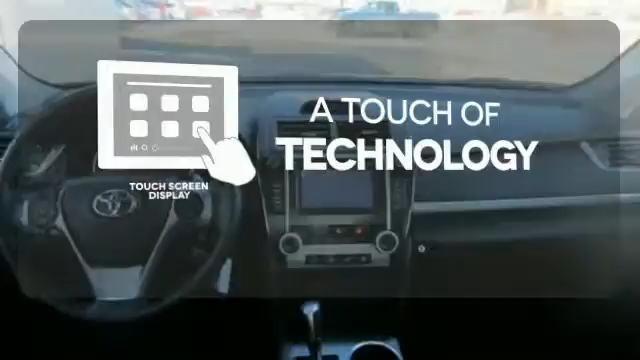 A TOUCH OF
TECHNOLOGY
TOUCH SCREEN
DISPLAY